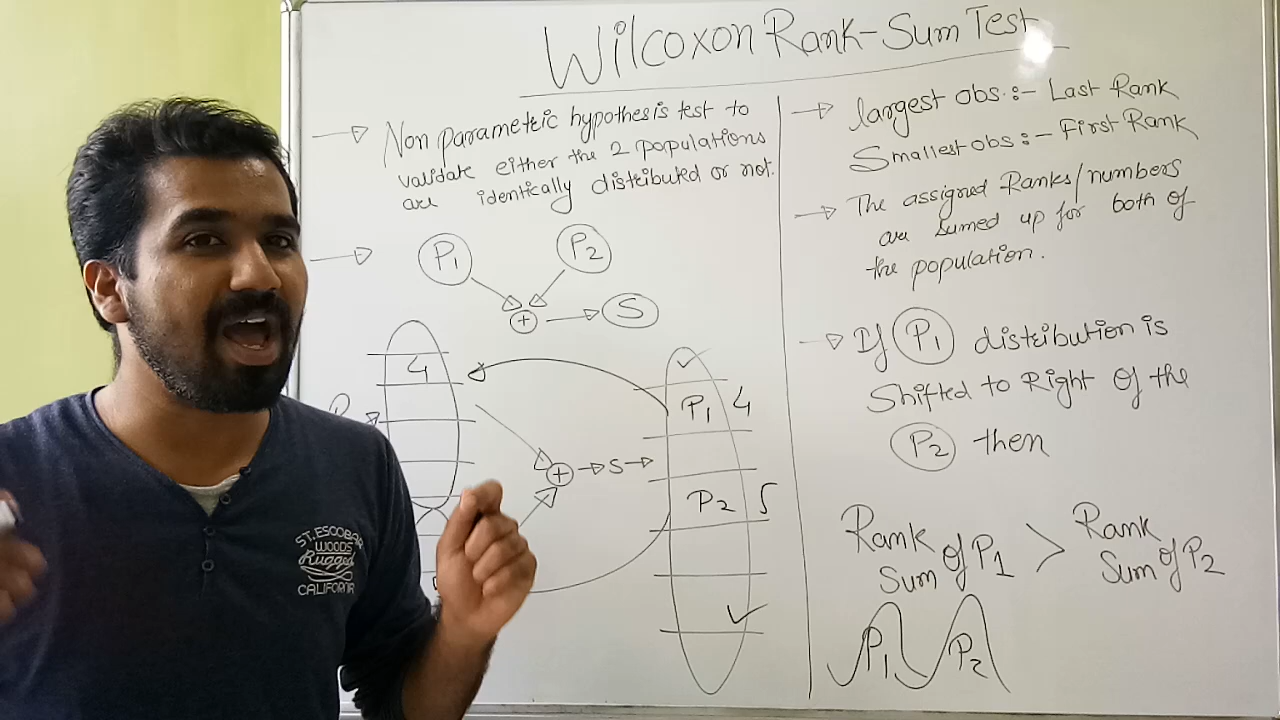 Wilcoxon Rank-Sum Test
Non parametric hypothesis test to
validate either the 2 populations
are identically distributed or not.
P1 P2
+ S
4
P
+ S
P1 4
P2 5
largest obs :- Last Rank
Smallest obs :- First Rank
The assigned Ranks/numbers
are sumed up for both of
the population.
If P1 distribution is
Shifted to Right of the
P2 then
Rank Sum of P1 > Rank Sum of P2
P1 P2
ST. ESCOBAR
WOODS
Rugged
CALIFORNIA